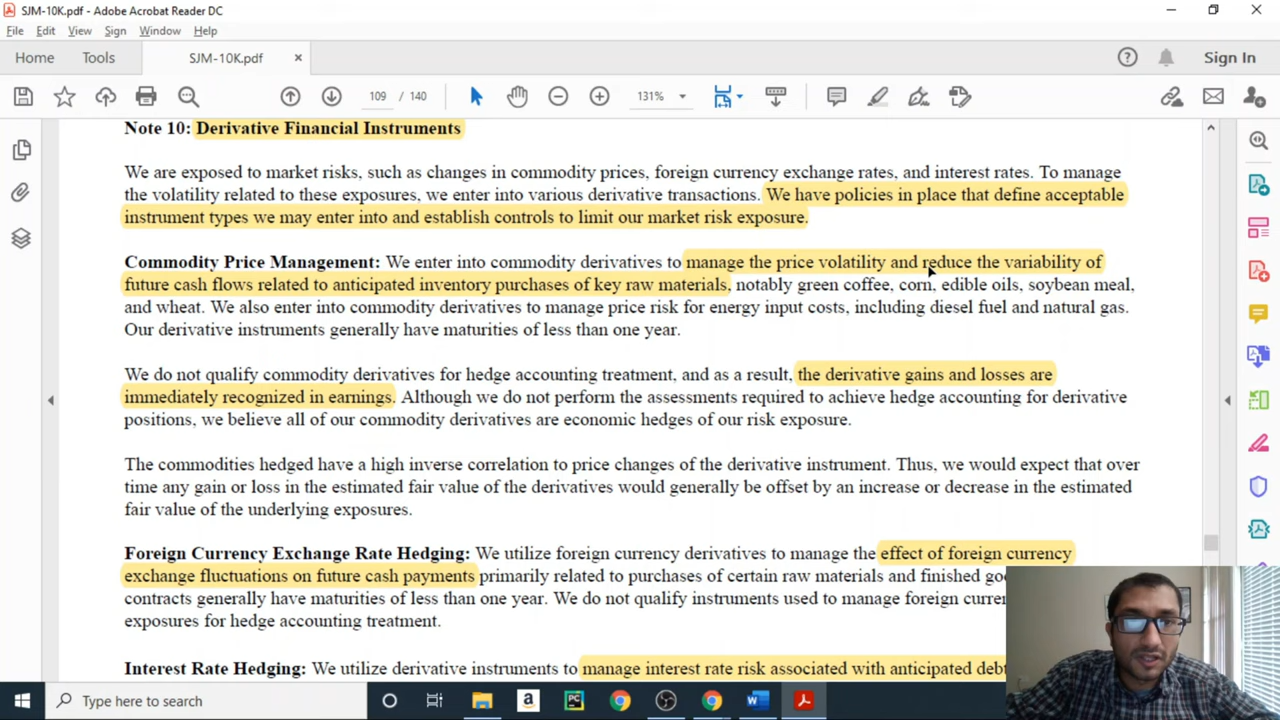 SJM-10K.pdf - Adobe Acrobat Reader DC
File Edit View Sign Window Help
Home Tools SJM-10K.pdf × Sign In
109 / 140 131%
Note 10: Derivative Financial Instruments
We are exposed to market risks, such as changes in commodity prices, foreign currency exchange rates, and interest rates. To manage
the volatility related to these exposures, we enter into various derivative transactions. We have policies in place that define acceptable
instrument types we may enter into and establish controls to limit our market risk exposure.
Commodity Price Management: We enter into commodity derivatives to manage the price volatility and reduce the variability of
future cash flows related to anticipated inventory purchases of key raw materials, notably green coffee, corn, edible oils, soybean meal,
and wheat. We also enter into commodity derivatives to manage price risk for energy input costs, including diesel fuel and natural gas.
Our derivative instruments generally have maturities of less than one year.
We do not qualify commodity derivatives for hedge accounting treatment, and as a result, the derivative gains and losses are
immediately recognized in earnings. Although we do not perform the assessments required to achieve hedge accounting for derivative
positions, we believe all of our commodity derivatives are economic hedges of our risk exposure.
The commodities hedged have a high inverse correlation to price changes of the derivative instrument. Thus, we would expect that over
time any gain or loss in the estimated fair value of the derivatives would generally be offset by an increase or decrease in the estimated
fair value of the underlying exposures.
Foreign Currency Exchange Rate Hedging: We utilize foreign currency derivatives to manage the effect of foreign currency
exchange fluctuations on future cash payments primarily related to purchases of certain raw materials and finished
contracts generally have maturities of less than one year. We do not qualify instruments used to manage foreign
exposures for hedge accounting treatment.
Interest Rate Hedging: We utilize derivative instruments to manage interest rate risk associated with anticipated
Type here to search